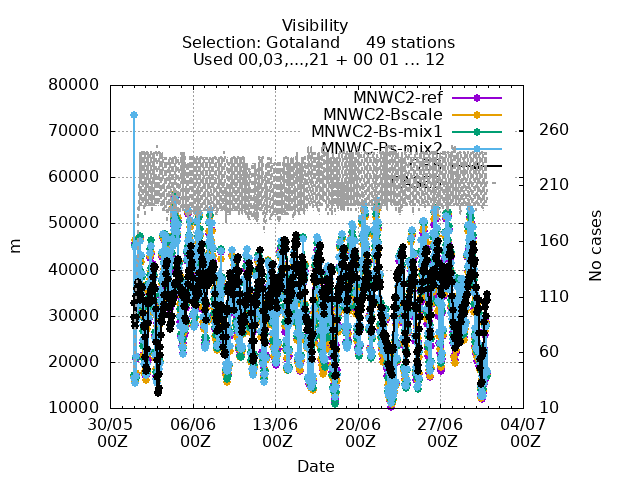 Visibility
Selection: Gotaland 49 stations
Used 00,03,...,21 + 00 01 ... 12
80000
70000
60000
50000
40000
30000
20000
10000
m
MNWC2-ref
MNWC2-Bscale
MNWC2-Bs-mix1
MNWC-Bs-mix2
260
210
160
110
60
10
No cases
30/05 06/06 13/06 20/06 27/06 04/07
00Z 00Z 00Z 00Z 00Z 00Z
Date